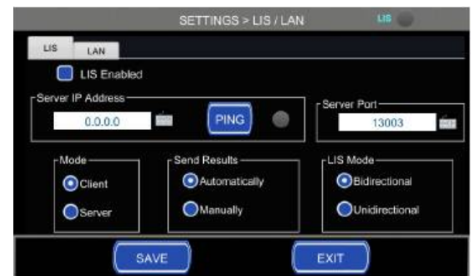 SETTINGS > LIS / LAN
LIS
LIS
LAN
LIS Enabled
Server IP Address
0.0.0.0
PING
Server Port
13003
Mode
Client
Server
Send Results
Automatically
Manually
LIS Mode
Bidirectional
Unidirectional
SAVE
EXIT